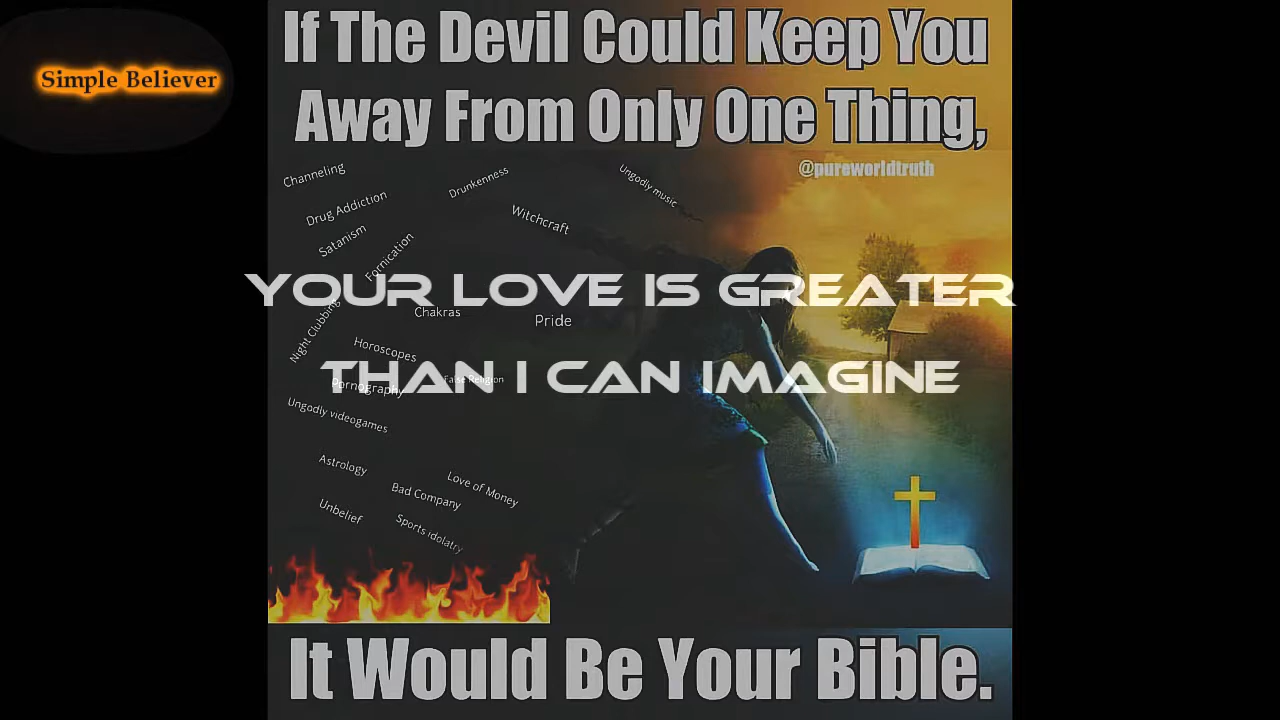 If The Devil Could Keep You
Simple Believer
Away From Only One Thing,
@pureworldtruth
Channeling
Drunkenness
Ungodly music
Drug Addiction
Witchcraft
Satanism
Fornication
YOUR LOVE IS GREATER
Night Clubbing
Chakras
Pride
Horoscopes
THAN I CAN IMAGINE
False Religion
Pornography
Ungodly videogames
Astrology
Love of Money
Bad Company
Unbelief
Sports idolatry
It Would Be Your Bible.